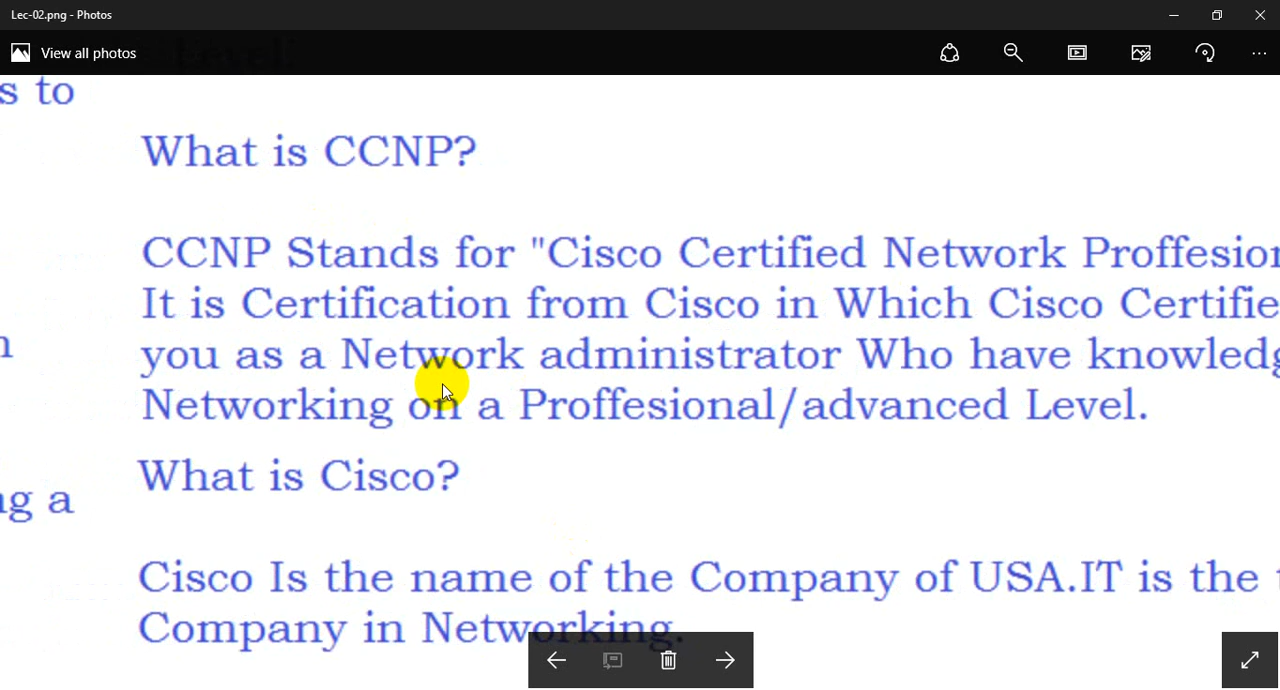 Lec-02.png - Photos
View all photos
s to
What is CCNP?
CCNP Stands for "Cisco Certified Network Proffesion
It is Certification from Cisco in Which Cisco Certifie
you as a Network administrator Who have knowledg
Networking on a Proffesional/advanced Level.
What is Cisco?
ng a
Cisco Is the name of the Company of USA.IT is the
Company in Networking.